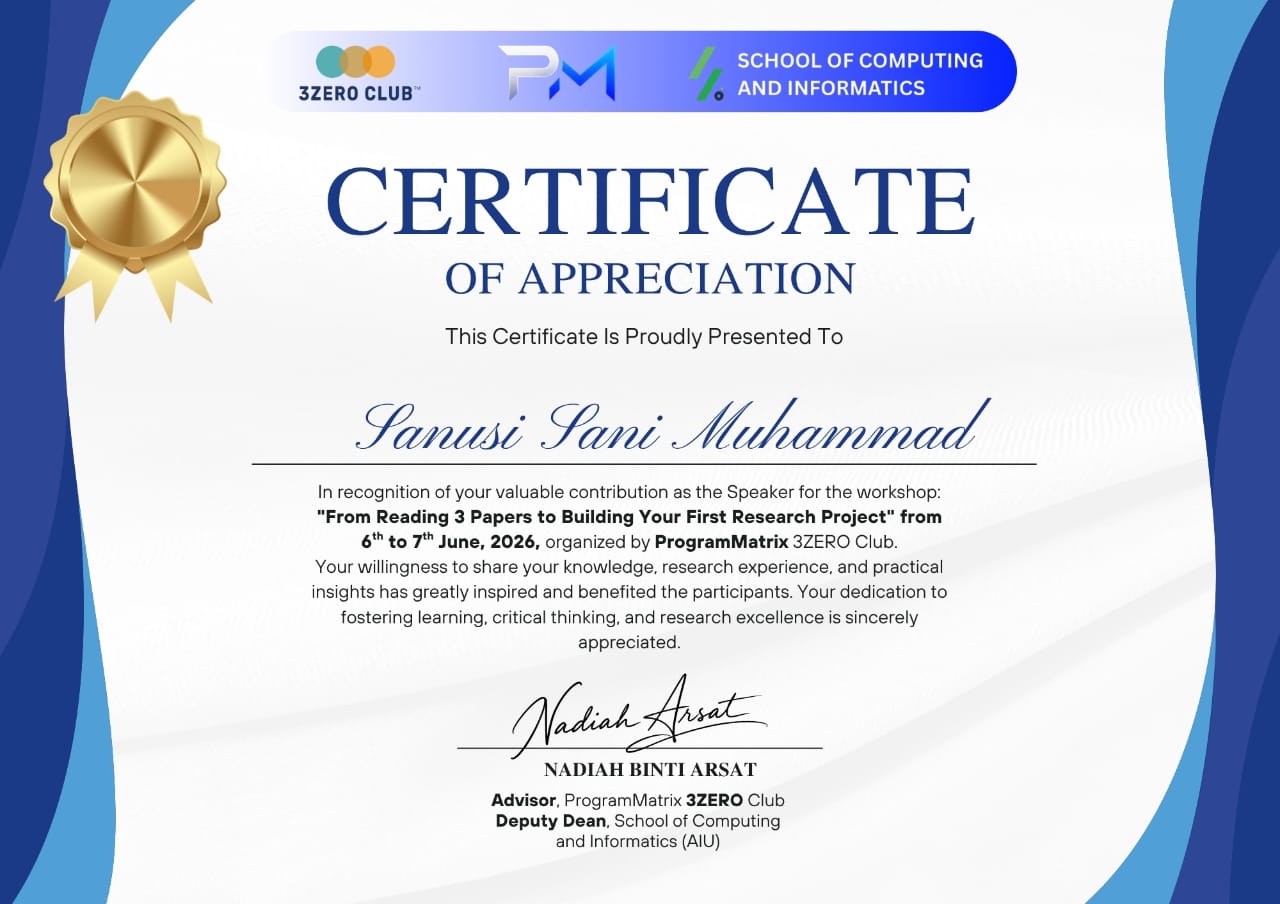 3ZERO CLUB™
PM
SCHOOL OF COMPUTING
AND INFORMATICS
CERTIFICATE
OF APPRECIATION
This Certificate Is Proudly Presented To
Sanusi Sani Muhammad
In recognition of your valuable contribution as the Speaker for the workshop:
"From Reading 3 Papers to Building Your First Research Project" from
6th to 7th June, 2026, organized by ProgramMatrix 3ZERO Club.
Your willingness to share your knowledge, research experience, and practical
insights has greatly inspired and benefited the participants. Your dedication to
fostering learning, critical thinking, and research excellence is sincerely
appreciated.
Nadiah Arsat
NADIAH BINTI ARSAT
Advisor, ProgramMatrix 3ZERO Club
Deputy Dean, School of Computing
and Informatics (AIU)